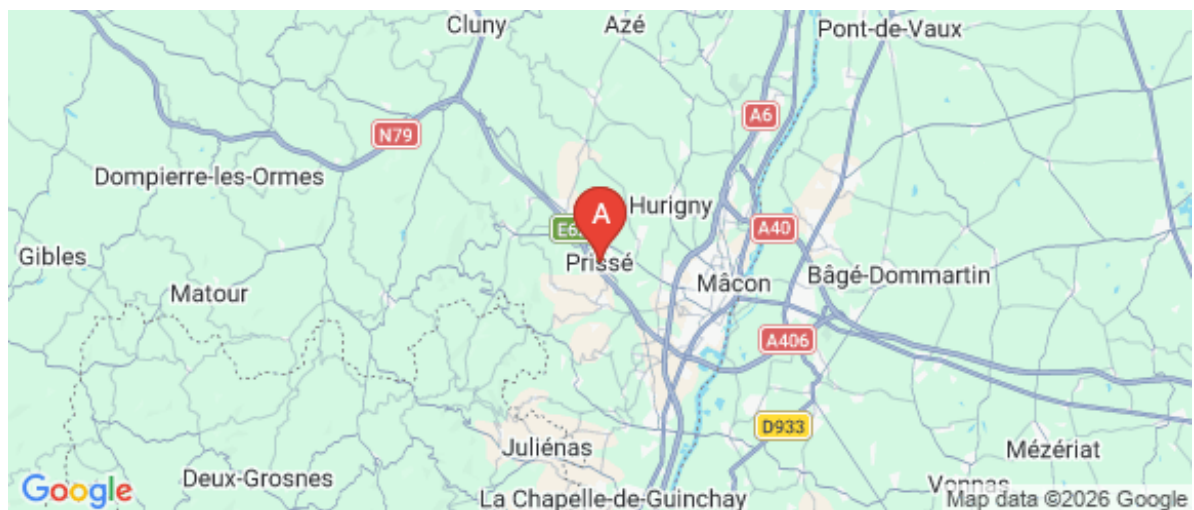 Cluny
Azé
Pont-de-Vaux
A6
N79
Dompierre-les-Ormes
A
Hurigny
A40
Gibles
Prissé
Bâgé-Dommartin
Matour
Mâcon
A406
D933
Juliénas
Mézériat
Deux-Grosnes
Vonnas
La Chapelle-de-Guinchay
Google
Map data ©2026 Google